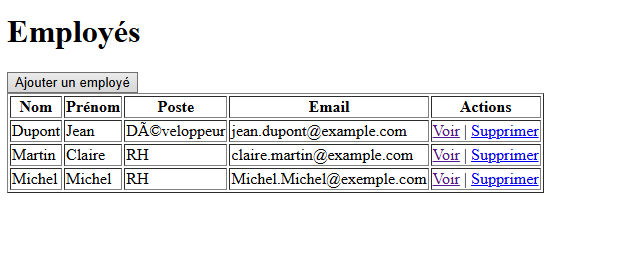 Employés
Ajouter un employé
Nom Prénom Poste Email Actions
Dupont Jean DÃ©veloppeur jean.dupont@example.com Voir | Supprimer
Martin Claire RH claire.martin@example.com Voir | Supprimer
Michel Michel RH Michel.Michel@exemple.com Voir | Supprimer